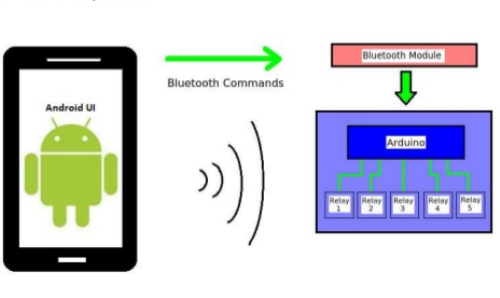 Android UI
Bluetooth Commands
Bluetooth Module
Arduino
Relay
1
Relay
2
Relay
3
Relay
4
Relay
5